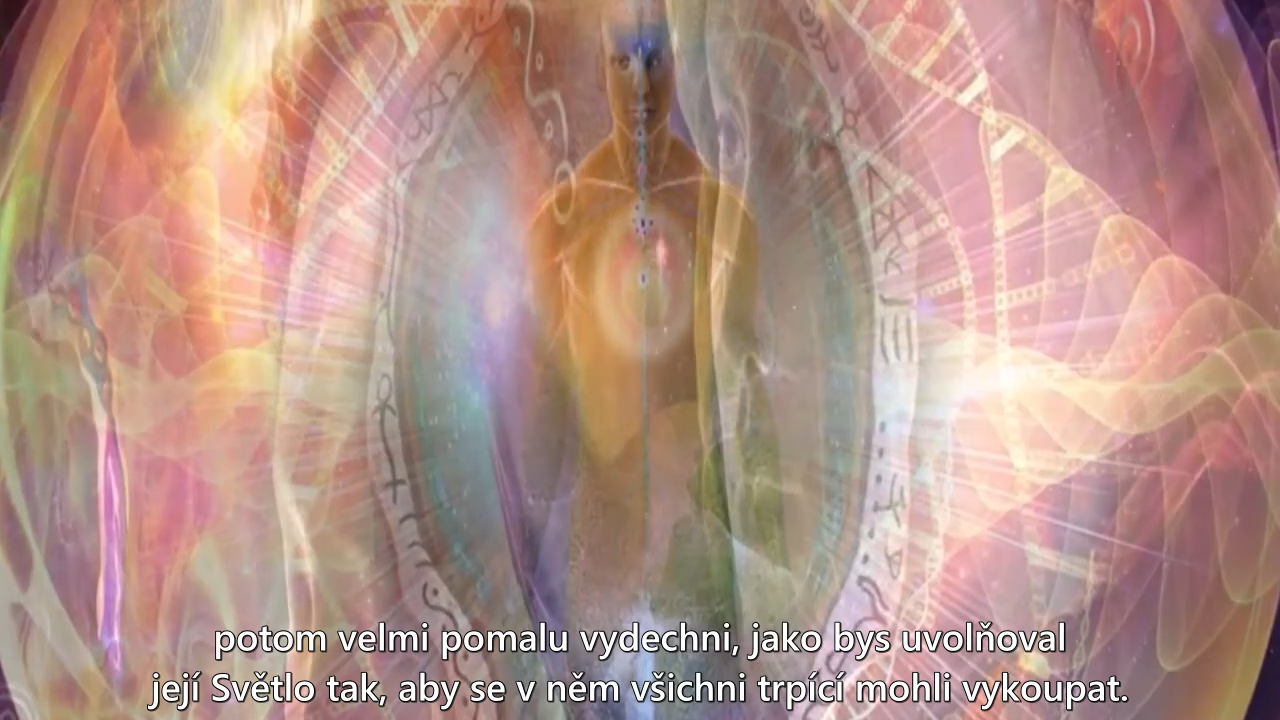 potom velmi pomalu vydechni, jako bys uvolňoval
její Světlo tak, aby se v něm všichni trpící mohli vykoupat.